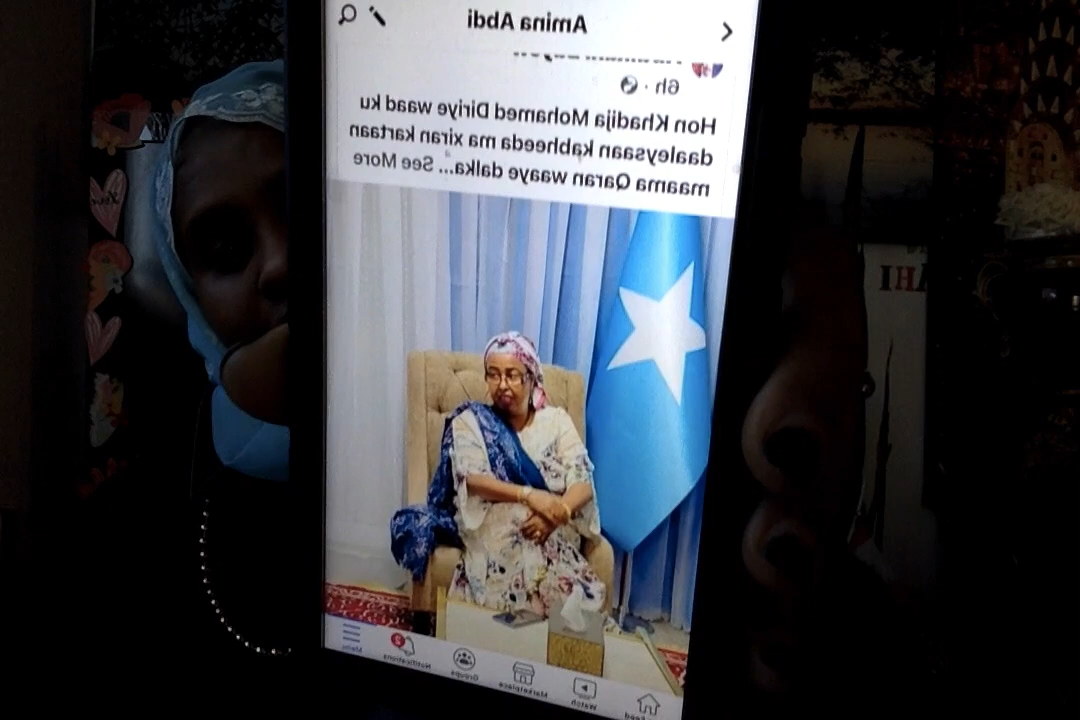 Amina Abdi
6h
Hon Khadija Mohamed Diriye waad ku
daaleysaan kabheeda ma xiran kartaan
maama Qaran waaye dalka... See More
Feed
Watch
Marketplace
Groups
Notifications
Menu